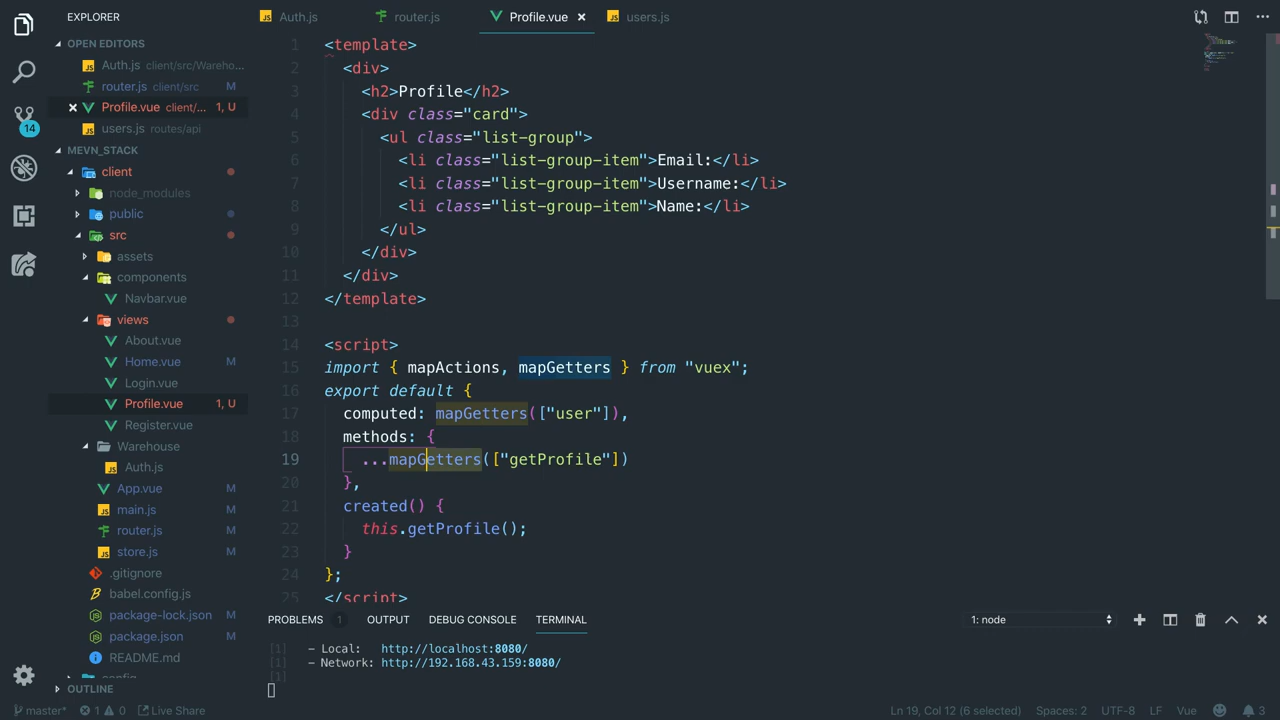 EXPLORER
OPEN EDITORS
Auth.js client/src/Wareho...
router.js client/src M
Profile.vue client/... 1, U
users.js routes/api
MEVN_STACK
client
node_modules
public
src
assets
components
Navbar.vue
views
About.vue
Home.vue M
Login.vue
Profile.vue 1, U
Register.vue
Warehouse
Auth.js
App.vue M
main.js M
router.js M
store.js M
.gitignore
babel.config.js
package-lock.json M
package.json M
README.md
OUTLINE
14
Auth.js router.js Profile.vue users.js
1 <template>
2 <div>
3 <h2>Profile</h2>
4 <div class="card">
5 <ul class="list-group">
6 <li class="list-group-item">Email:</li>
7 <li class="list-group-item">Username:</li>
8 <li class="list-group-item">Name:</li>
9 </ul>
10 </div>
11 </div>
12 </template>
13
14 <script>
15 import { mapActions, mapGetters } from "vuex";
16 export default {
17 computed: mapGetters(["user"]),
18 methods: {
19 ...mapGetters(["getProfile"])
20 },
21 created() {
22 this.getProfile();
23 }
24 };
25 </script>
PROBLEMS 1 OUTPUT DEBUG CONSOLE TERMINAL 1: node
[1] - Local: http://localhost:8080/
[1] - Network: http://192.168.43.159:8080/
[1]
master* 1 0 Live Share Ln 19, Col 12 (6 selected) Spaces: 2 UTF-8 LF Vue 3